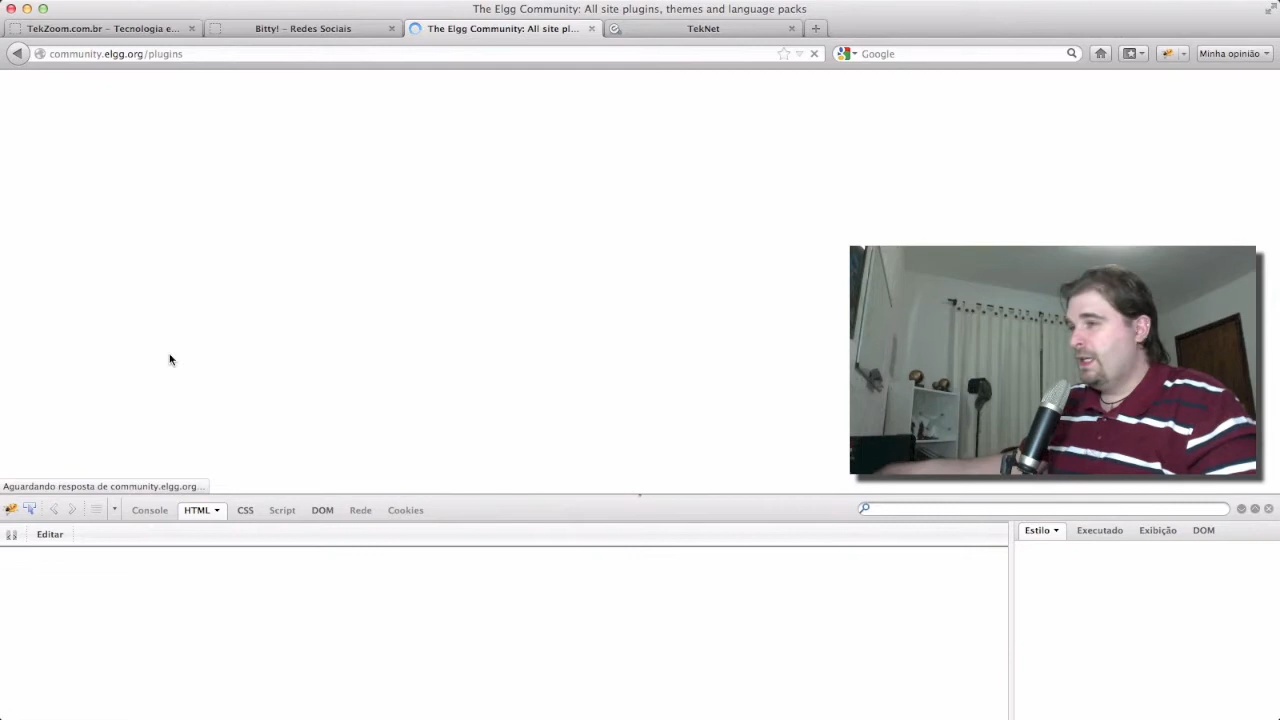 The Elgg Community: All site plugins, themes and language packs
TekZoom.com.br – Tecnologia e...
Bitty! – Redes Sociais
The Elgg Community: All site pl...
TekNet
community.elgg.org/plugins
Google
Minha opinião
Aguardando resposta de community.elgg.org...
Console
HTML
CSS
Script
DOM
Rede
Cookies
Editar
Estilo
Executado
Exibição
DOM